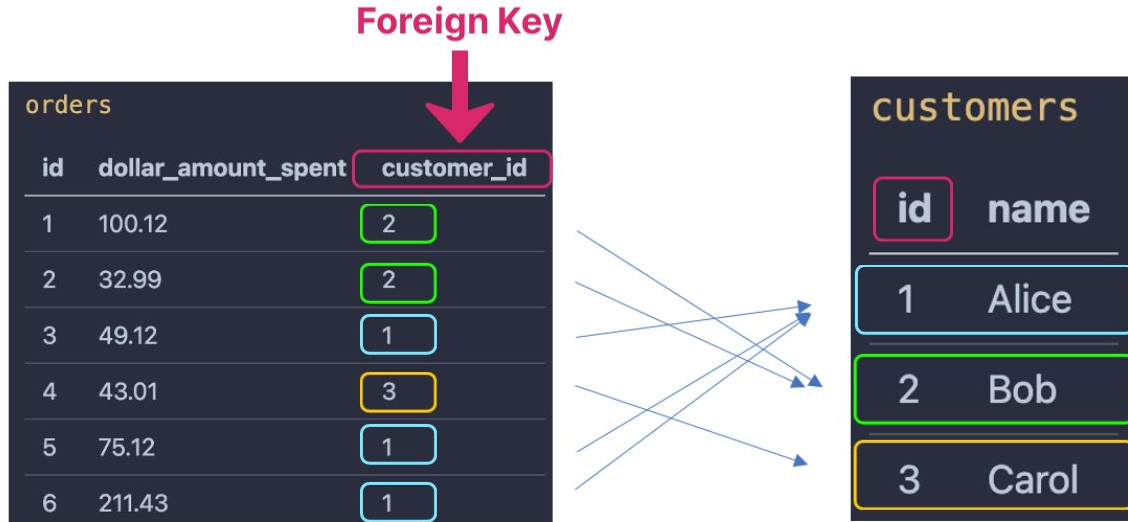 Foreign Key
orders
id dollar_amount_spent customer_id
1 100.12 2
2 32.99 2
3 49.12 1
4 43.01 3
5 75.12 1
6 211.43 1
customers
id name
1 Alice
2 Bob
3 Carol